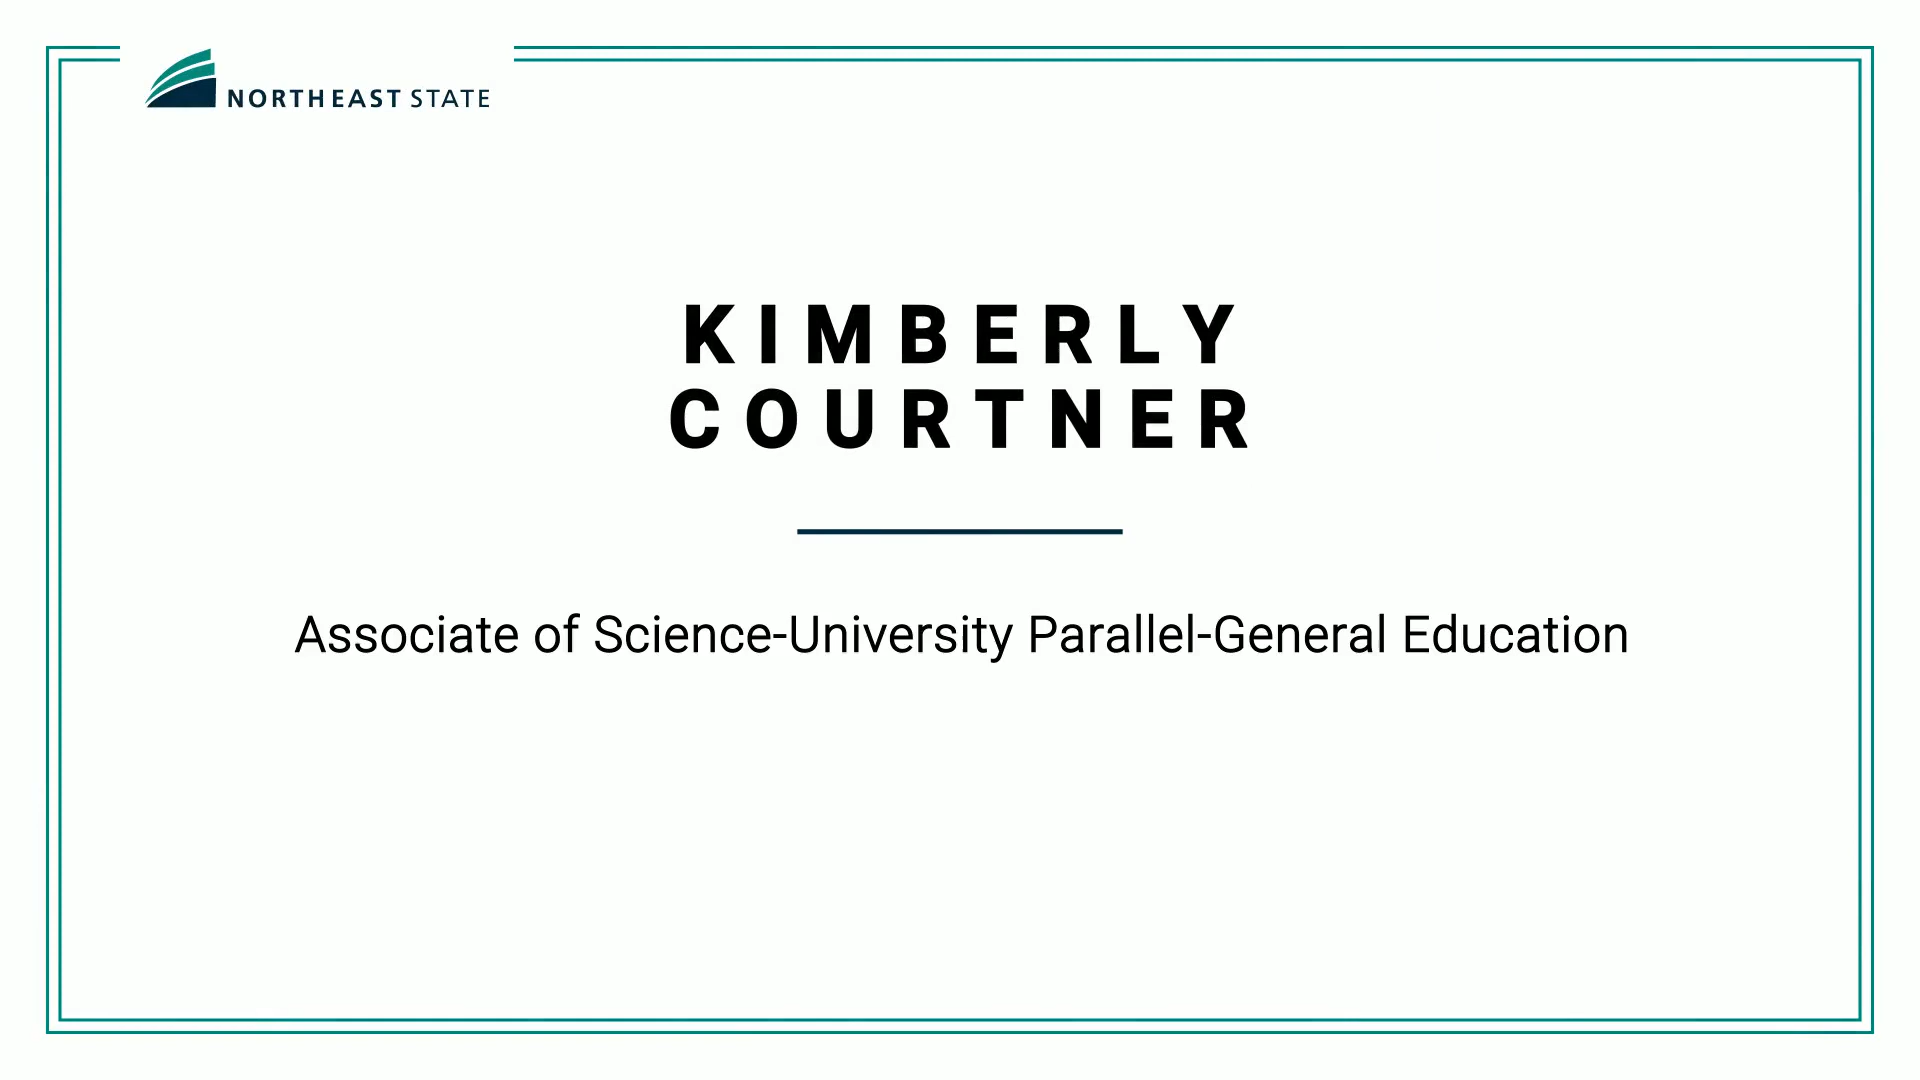 NORTHEAST STATE
KIMBERLY
COURTNER
Associate of Science-University Parallel-General Education